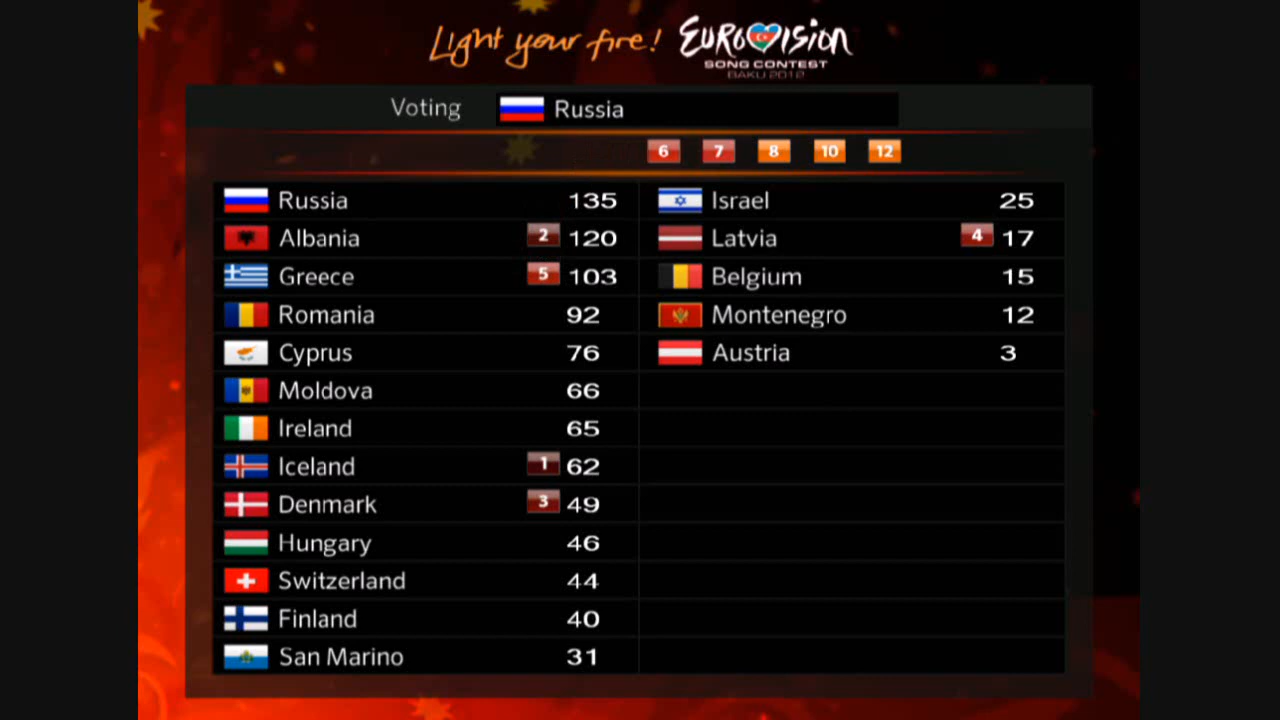 Light your fire! EUROVISION
SONG CONTEST
BAKU 2012
Voting Russia
6 7 8 10 12
Russia 135
Albania 2 120
Greece 5 103
Romania 92
Cyprus 76
Moldova 66
Ireland 65
Iceland 1 62
Denmark 3 49
Hungary 46
Switzerland 44
Finland 40
San Marino 31
Israel 25
Latvia 4 17
Belgium 15
Montenegro 12
Austria 3